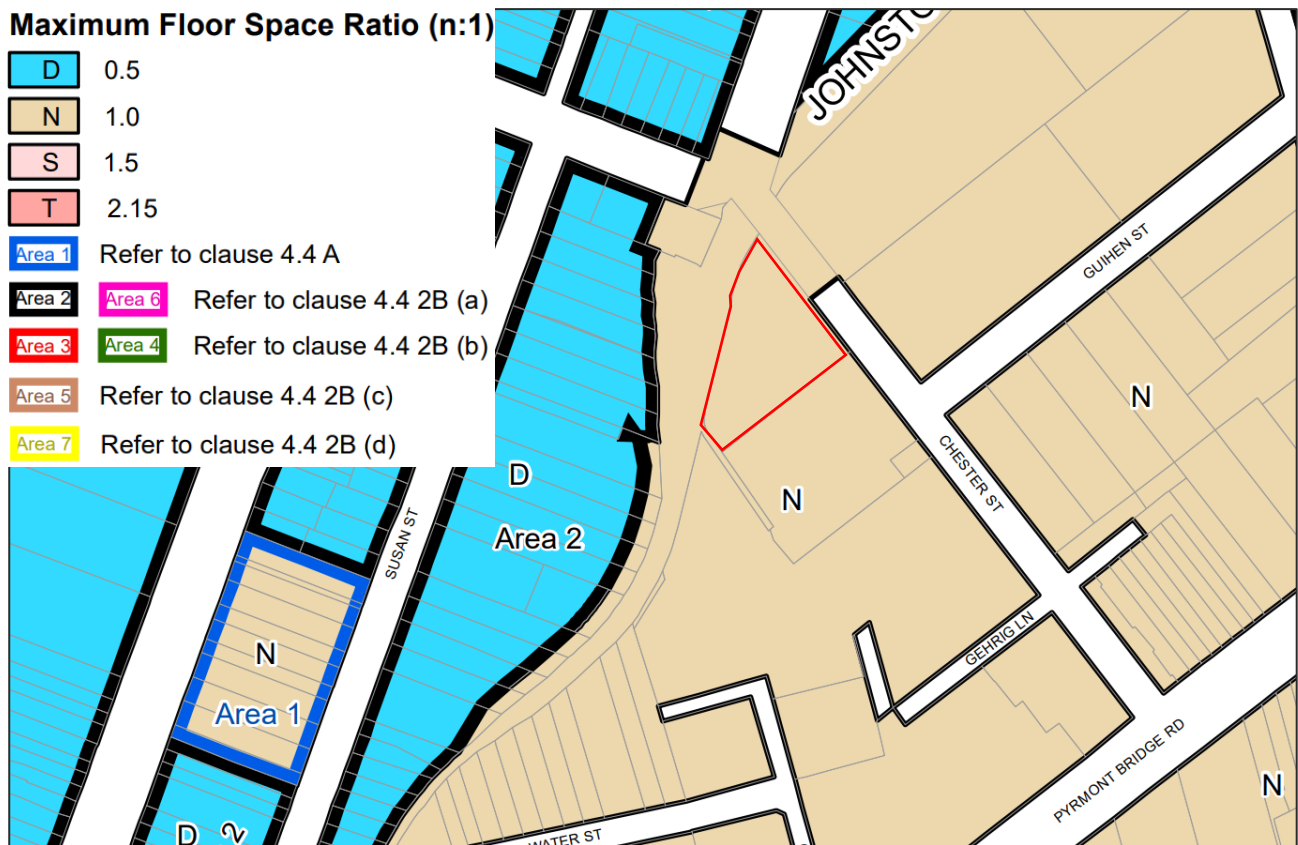 Maximum Floor Space Ratio (n:1)
D 0.5
N 1.0
S 1.5
T 2.15
Area 1 Refer to clause 4.4 A
Area 2 Area 6 Refer to clause 4.4 2B (a)
Area 3 Area 4 Refer to clause 4.4 2B (b)
Area 5 Refer to clause 4.4 2B (c)
Area 7 Refer to clause 4.4 2B (d)
JOHNSTO
GUIHEN ST
N
CHESTER ST
D
N
Area 2
SUSAN ST
N
Area 1
GEHRIG LN
PYRMONT BRIDGE RD
N
D
2
WATER ST